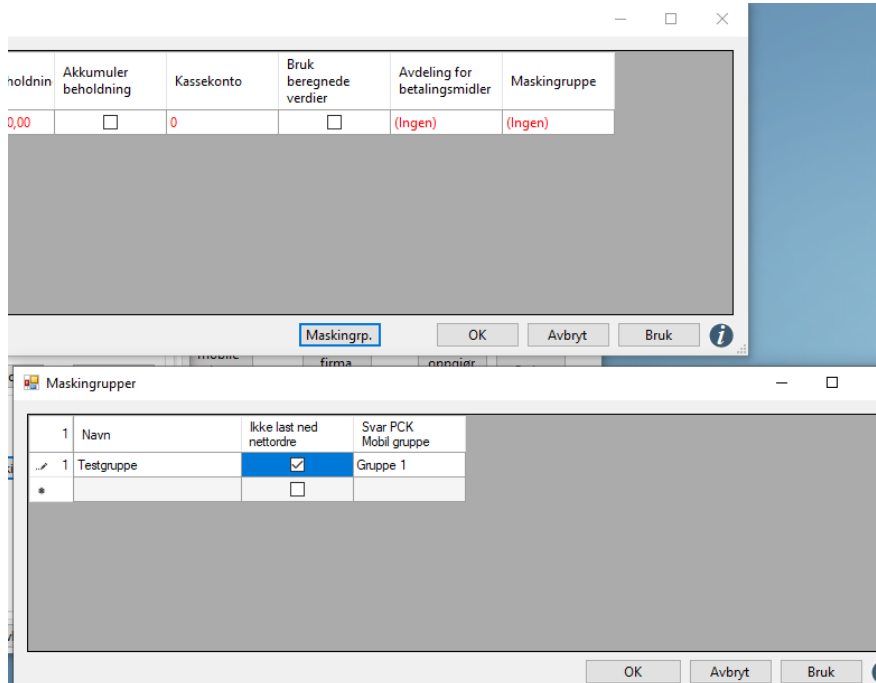 Akkumuler
beholdning
Kassekonto
Bruk
beregnede
verdier
Avdeling for
betalingsmidler
Maskingruppe
0,00
0
(Ingen)
(Ingen)
Maskingrp.
OK
Avbryt
Bruk
firma
Maskingrupper
1
Navn
Ikke last ned
nettordre
Svar PCK
Mobil gruppe
1
Testgruppe
Gruppe 1
OK
Avbryt
Bruk